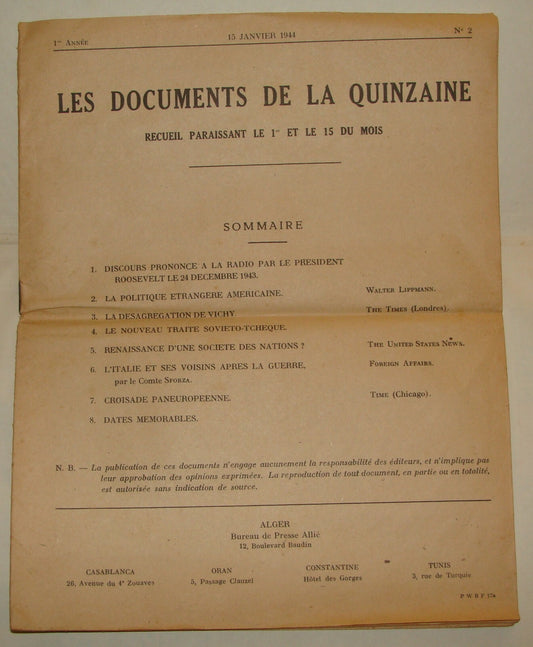 1re ANNÉE 15 JANVIER 1944 N° 2
LES DOCUMENTS DE LA QUINZAINE
RECUEIL PARAISSANT LE 1er ET LE 15 DU MOIS
SOMMAIRE
1. DISCOURS PRONONCE A LA RADIO PAR LE PRESIDENT
ROOSEVELT LE 24 DECEMBRE 1943.
2. LA POLITIQUE ETRANGERE AMERICAINE. WALTER LIPPMANN.
3. LA DESAGREGATION DE VICHY THE TIMES (Londres).
4. LE NOUVEAU TRAITE SOVIETO-TCHEQUE.
5. RENAISSANCE D'UNE SOCIETE DES NATIONS ? THE UNITED STATES NEWS.
6. L'ITALIE ET SES VOISINS APRES LA GUERRE, FOREIGN AFFAIRS.
par le Comte SFORZA.
7. CROISADE PANEUROPEENNE. TIME (Chicago).
8. DATES MEMORABLES.
N. B. — La publication de ces documents n'engage aucunement la responsabilité des éditeurs, et n'implique pas
leur approbation des opinions exprimées. La reproduction de tout document, en partie ou en totalité,
est autorisée sans indication de source.
ALGER
Bureau de Presse Allié
12, Boulevard Baudin
CASABLANCA ORAN CONSTANTINE TUNIS
26, Avenue du 4e Zouaves 5, Passage Clauzel Hôtel des Gorges 3, rue de Turquie
P W B F 17a